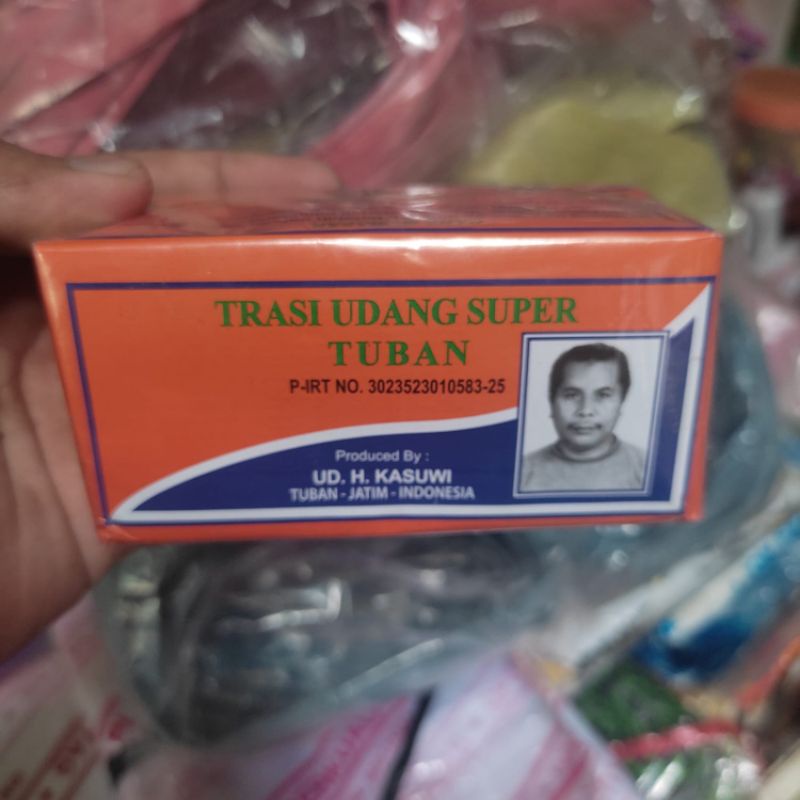 TRASI UDANG SUPER
TUBAN
P-IRT NO. 3023523010583-25
Produced By :
UD. H. KASUWI
TUBAN - JATIM - INDONESIA